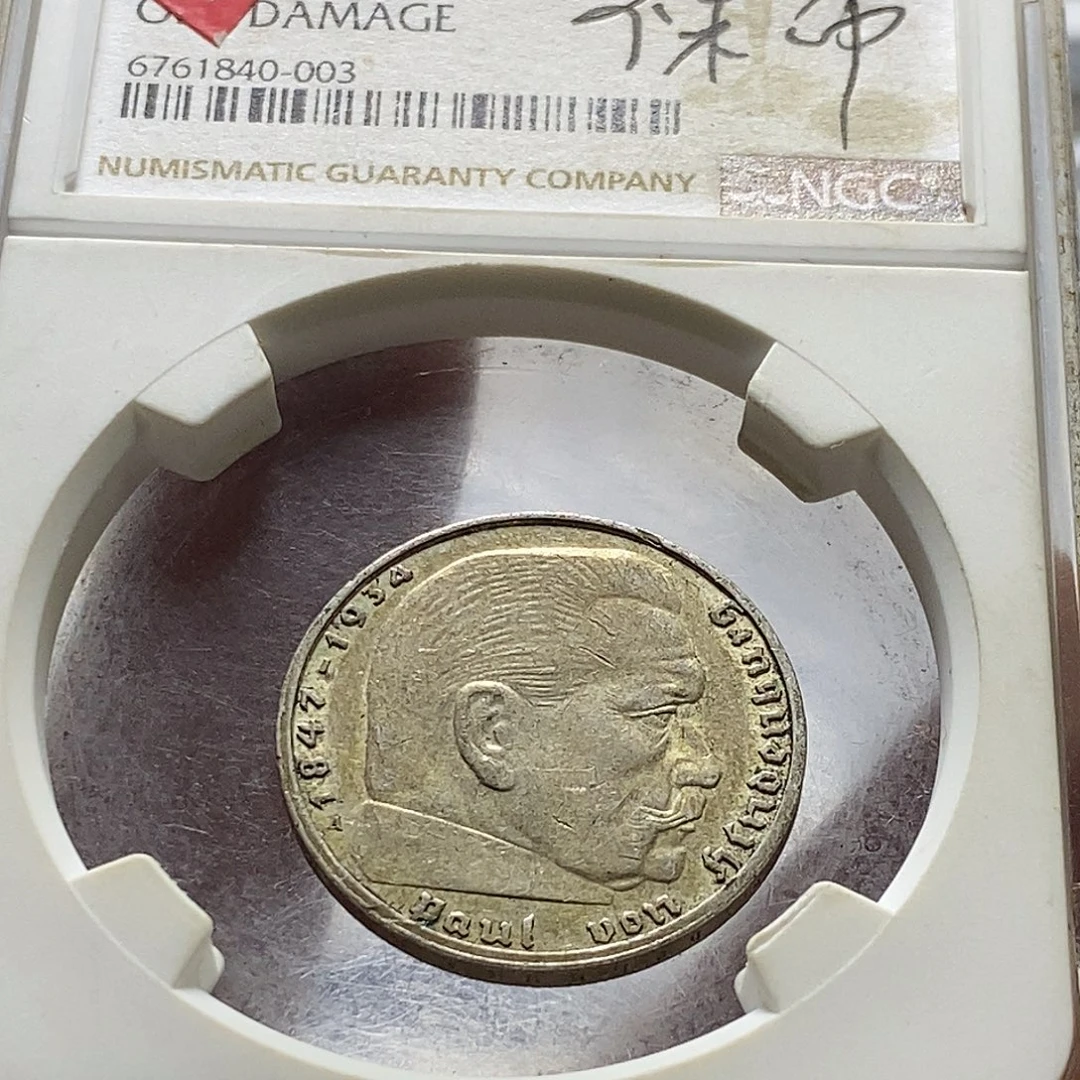 DAMAGE
6761840-003
NUMISMATIC GUARANTY COMPANY
NGC
1847-1934
Paul von Hindenburg